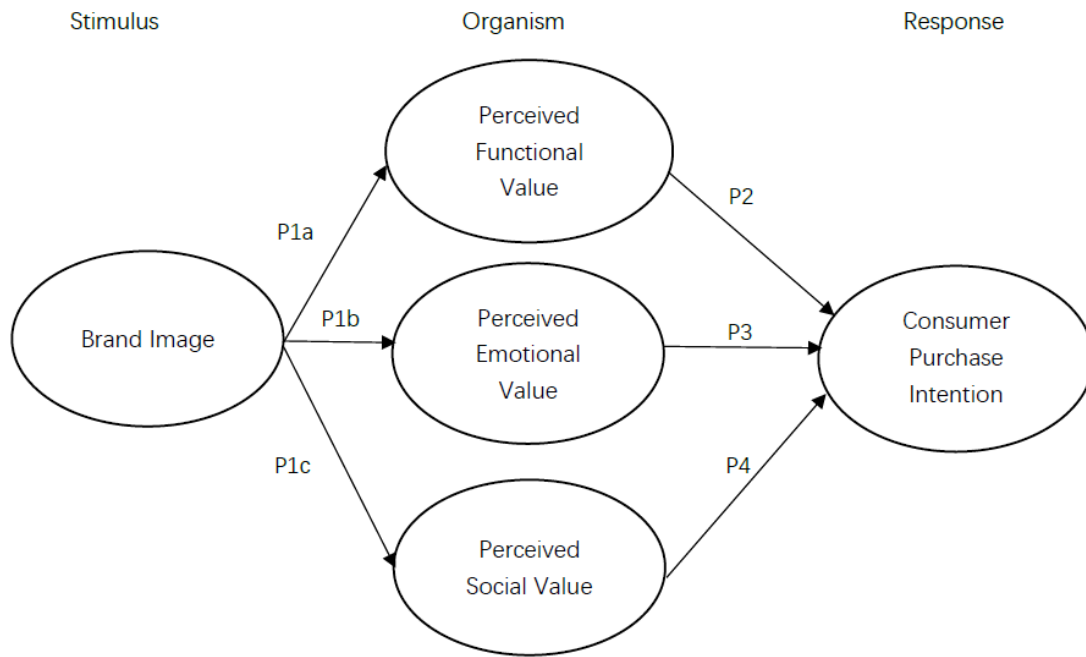 Stimulus
Organism
Response
Perceived
Functional
Value
P1a
P2
Brand Image
P1b
Perceived
Emotional
Value
P3
Consumer
Purchase
Intention
P1c
P4
Perceived
Social Value